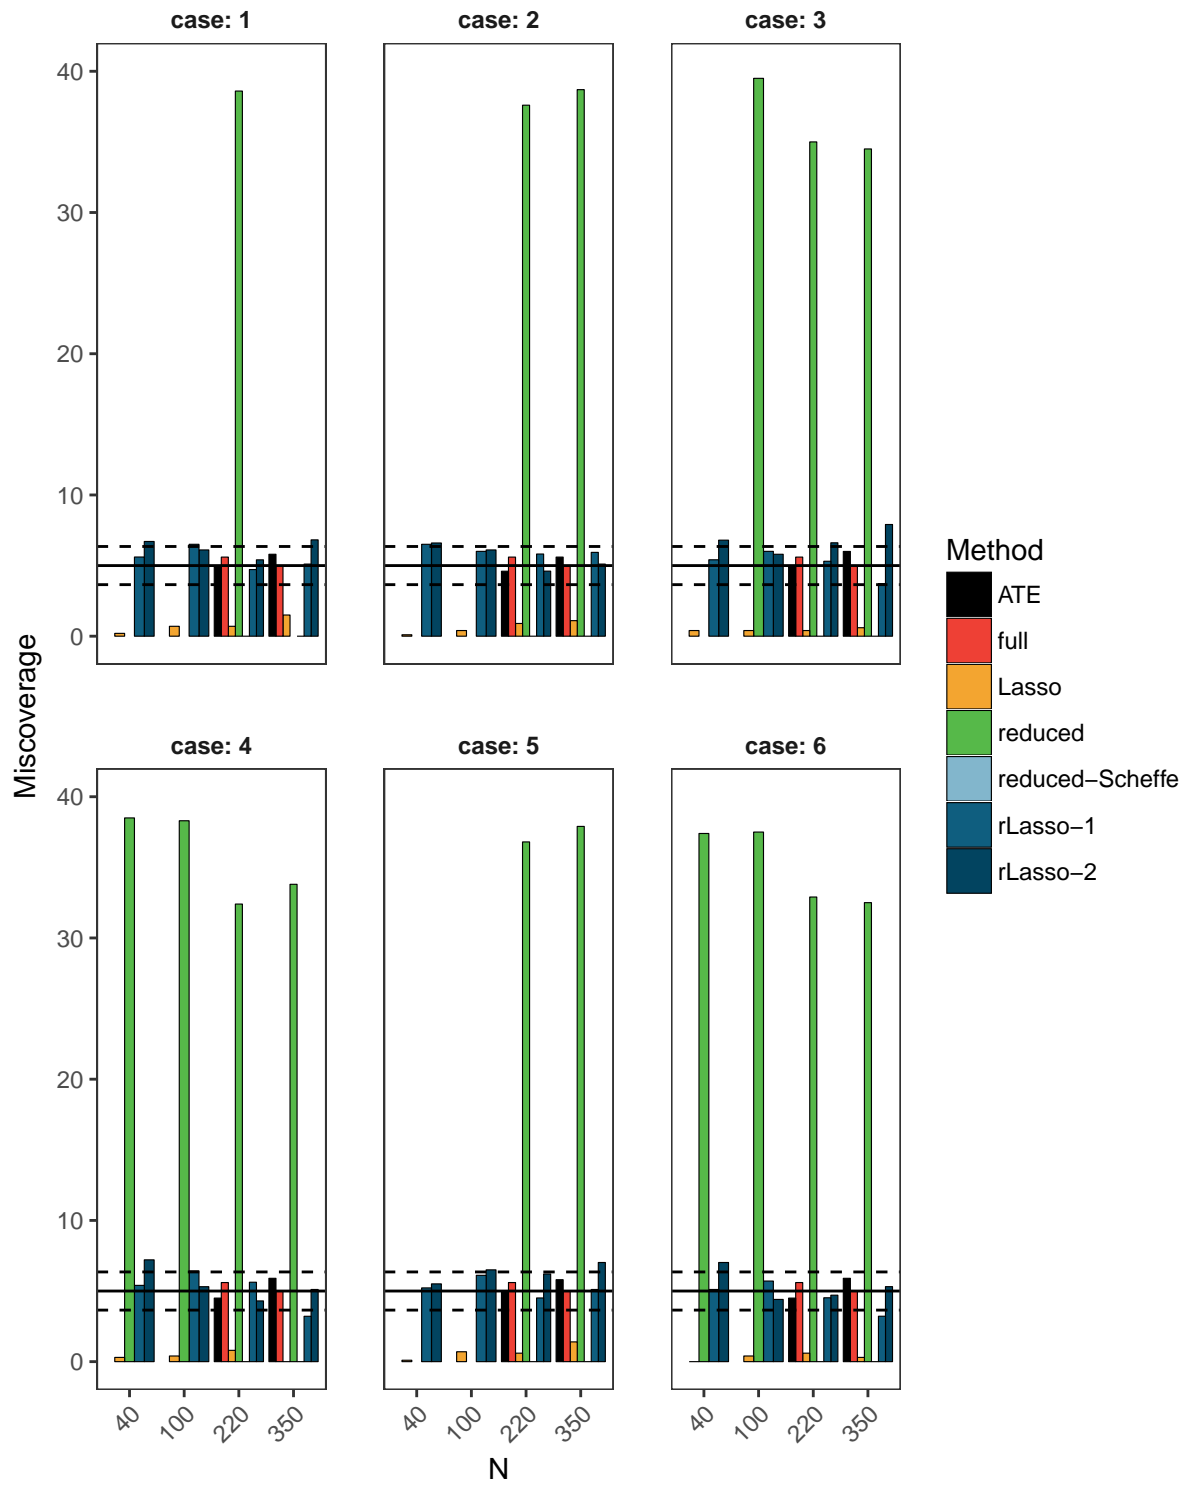 case: 1
case: 2
case: 3
40
30
20
10
0
Miscoverage
case: 4
case: 5
case: 6
40
30
20
10
0
40
100
220
350
40
100
220
350
40
100
220
350
N
Method
ATE
full
Lasso
reduced
reduced−Scheffe
rLasso−1
rLasso−2